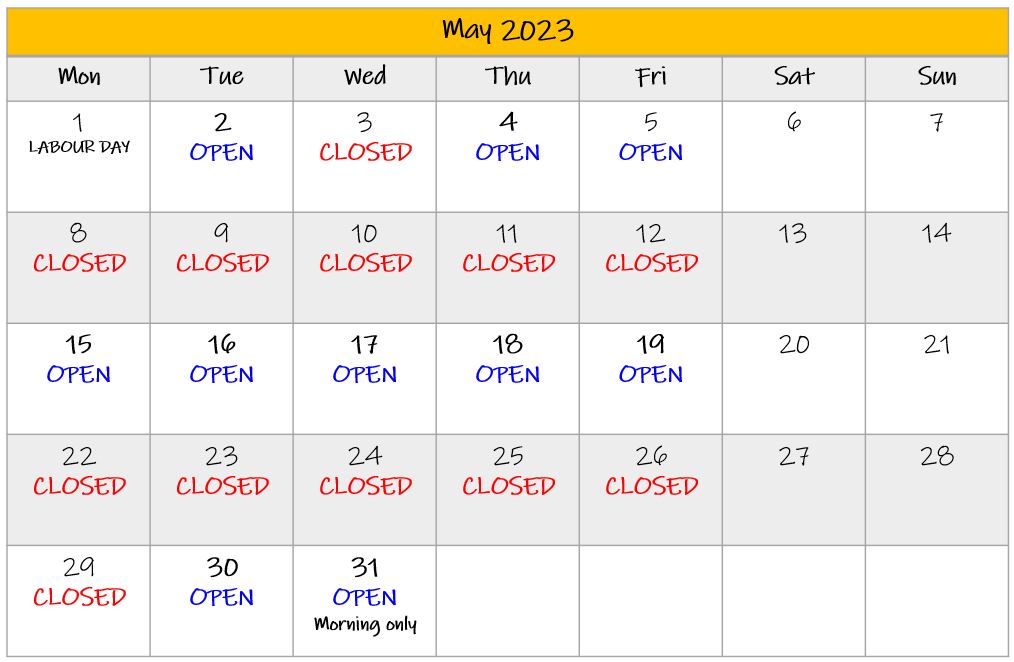 May 2023
Mon Tue Wed Thu Fri Sat Sun
1 2 3 4 5 6 7
LABOUR DAY OPEN CLOSED OPEN OPEN
8 9 10 11 12 13 14
CLOSED CLOSED CLOSED CLOSED CLOSED
15 16 17 18 19 20 21
OPEN OPEN OPEN OPEN OPEN
22 23 24 25 26 27 28
CLOSED CLOSED CLOSED CLOSED CLOSED
29 30 31
CLOSED OPEN OPEN
Morning only